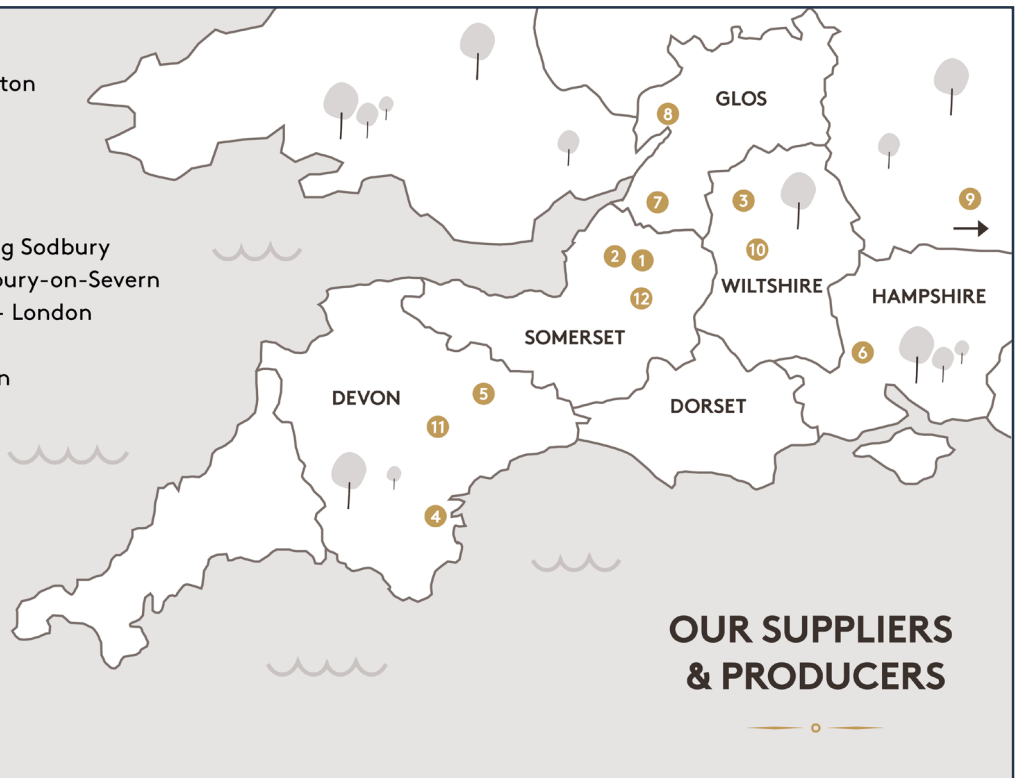 ton
g Sodbury
bury-on-Severn
- London
n
GLOS
8
7
3
9
10
2
1
12
WILTSHIRE
HAMPSHIRE
SOMERSET
6
DEVON
5
DORSET
11
4
OUR SUPPLIERS
& PRODUCERS